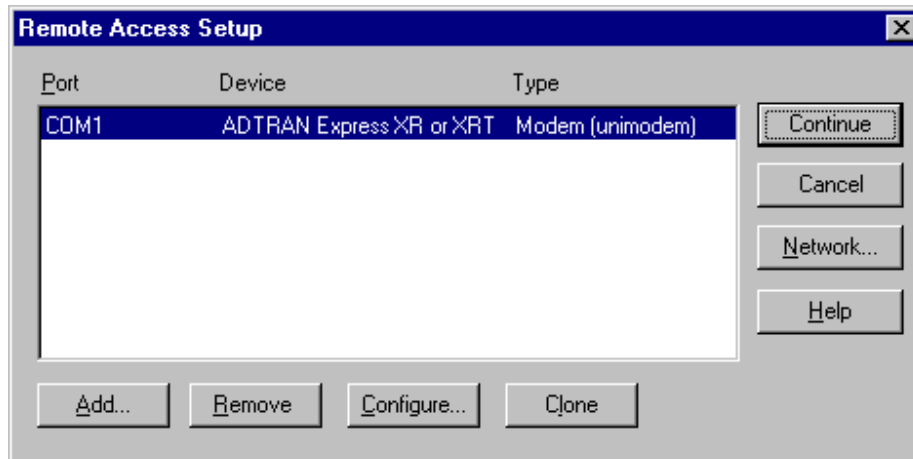 Remote Access Setup
Port Device Type
COM1 ADTRAN Express XR or XRT Modem (unimodem)
Continue
Cancel
Network...
Help
Add... Remove Configure... Clone